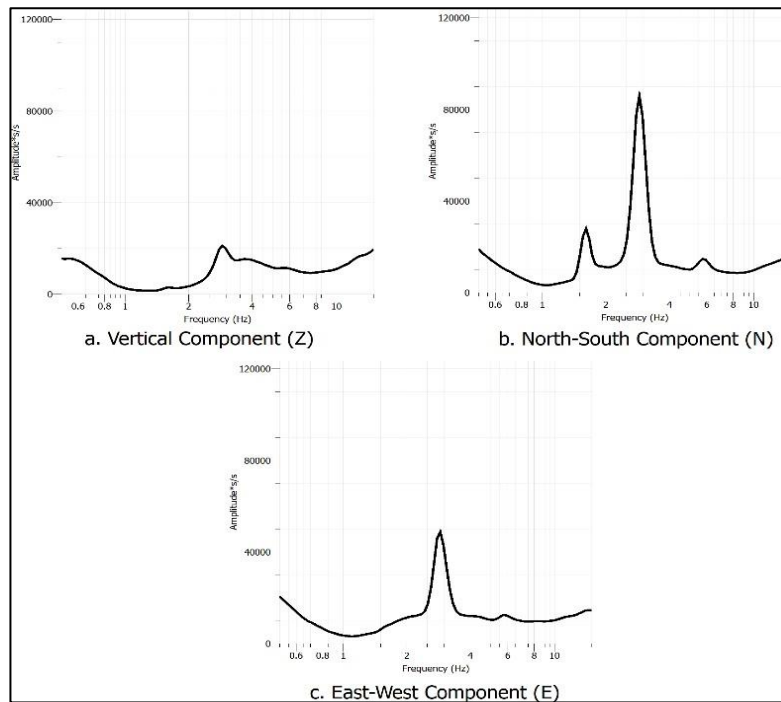 120000
80000
40000
0
Amplitude*s/s
0.6 0.8 1 2 4 6 8 10
Frequency (Hz)
a. Vertical Component (Z)
120000
80000
40000
0
Amplitude*s/s
0.6 0.8 1 2 4 6 8 10
Frequency (Hz)
b. North-South Component (N)
120000
80000
40000
0
Amplitude*s/s
0.6 0.8 1 2 4 6 8 10
Frequency (Hz)
c. East-West Component (E)